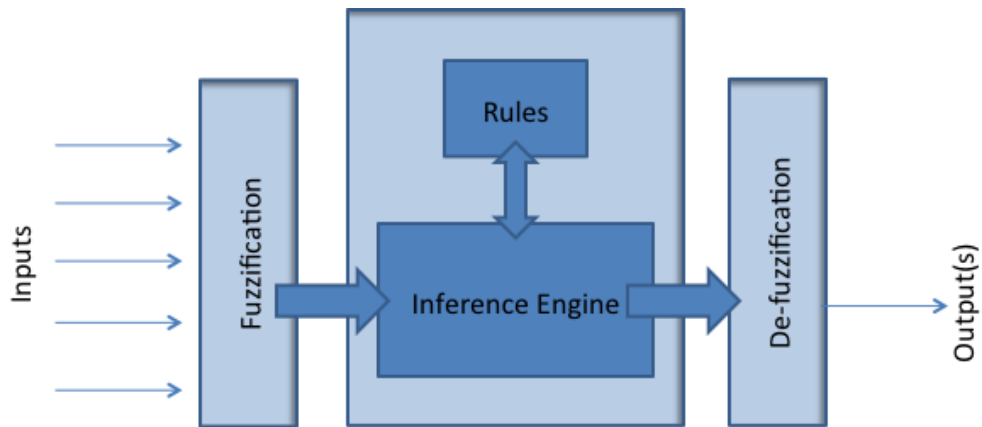 Inputs
Fuzzification
Rules
Inference Engine
De-fuzzification
Output(s)